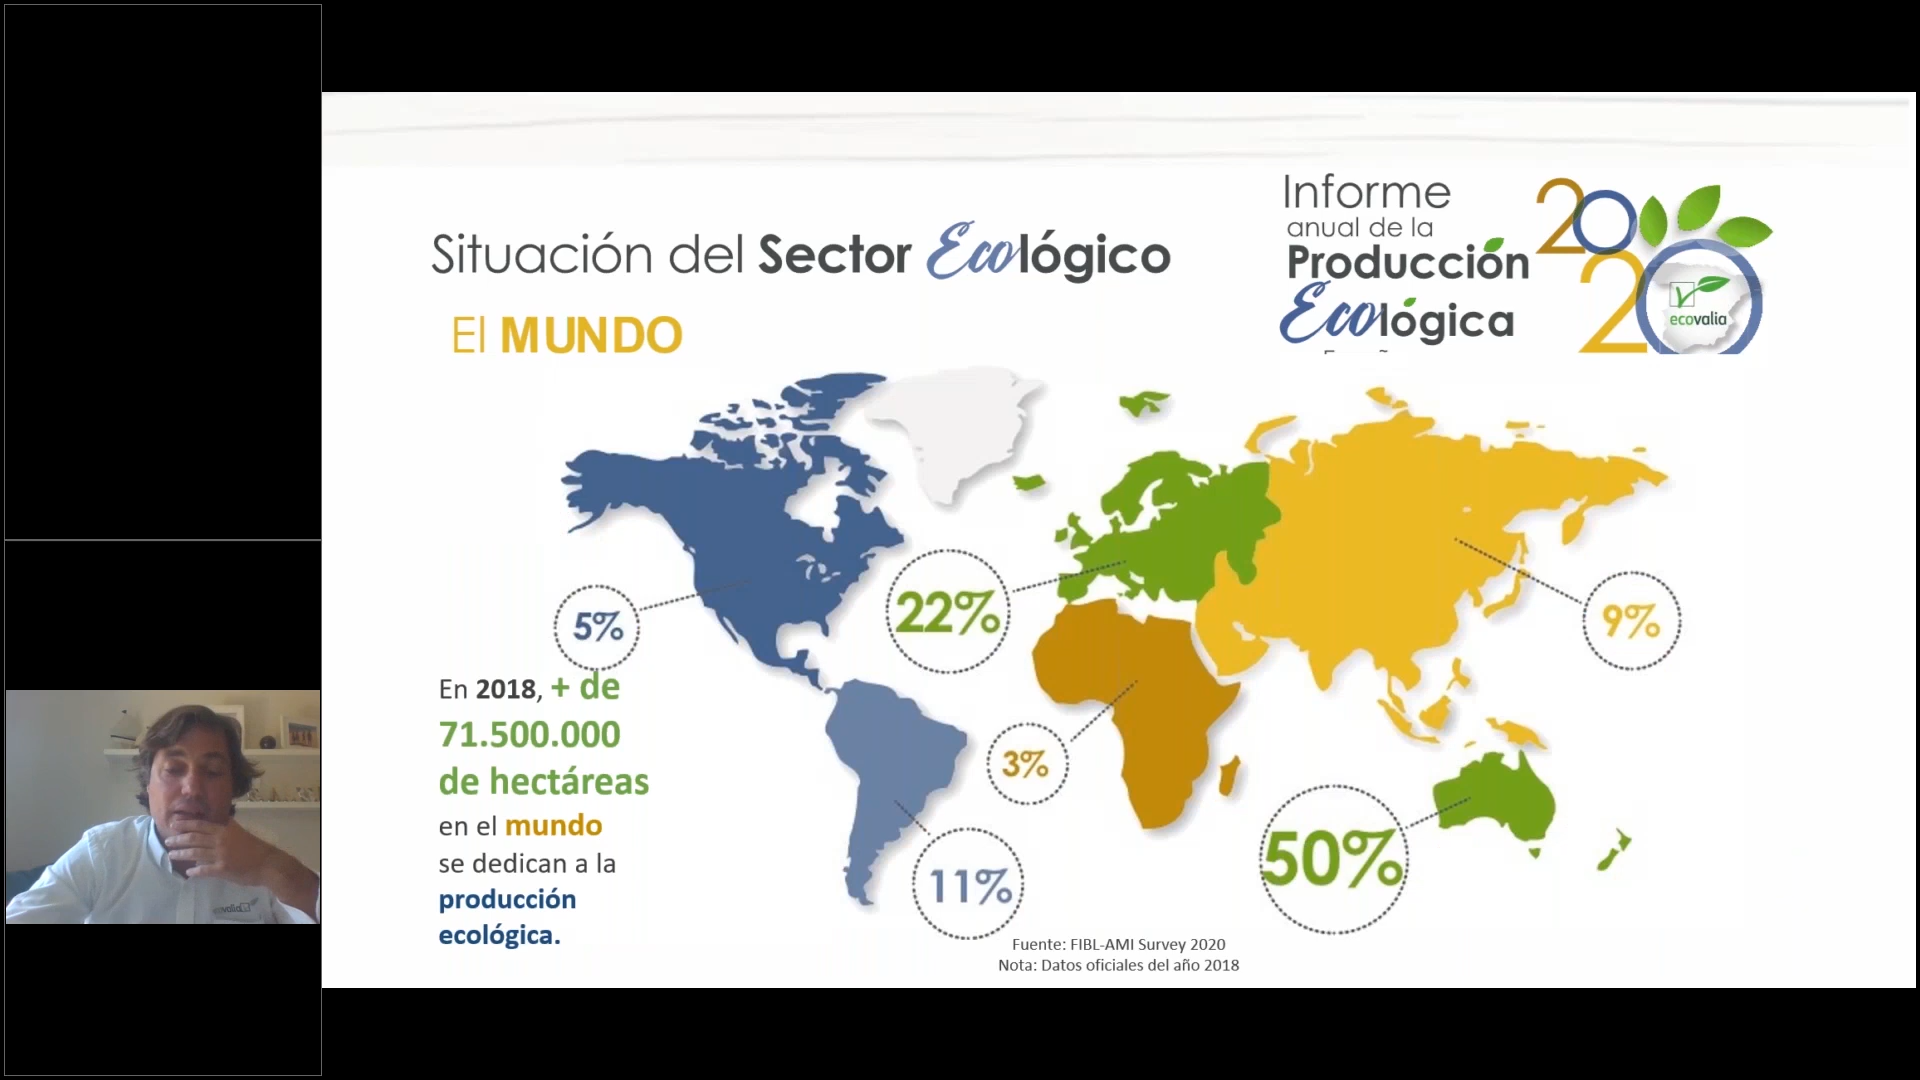 Situación del Sector Ecológico
El MUNDO
Informe
anual de la
Producción
Ecológica
2020
ecovalia
5%
22%
9%
3%
11%
50%
En 2018, + de
71.500.000
de hectáreas
en el mundo
se dedican a la
producción
ecológica.
Fuente: FIBL-AMI Survey 2020
Nota: Datos oficiales del año 2018